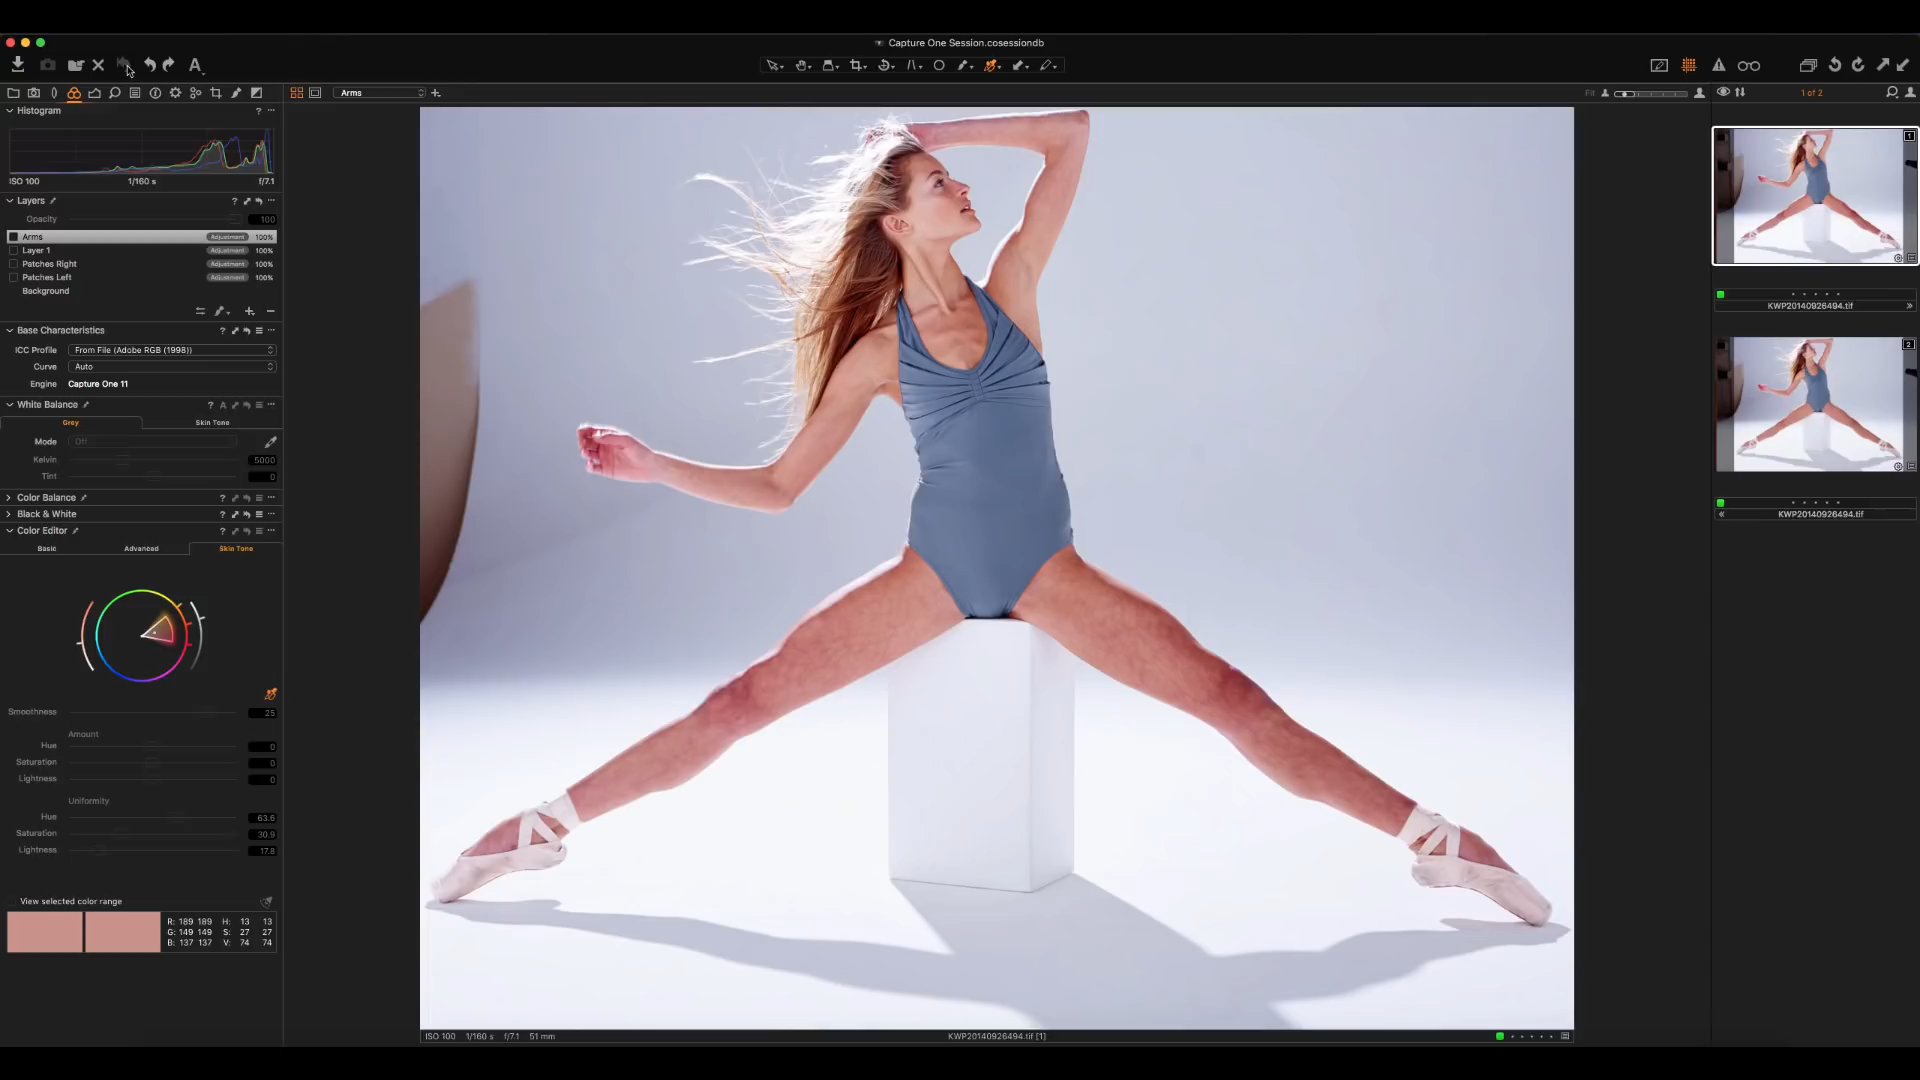 Capture One Session.cosessiondb
Arms
Fit
1 of 2
Histogram
ISO 100 1/160 s f/7.1
Layers
Opacity 100
Arms Adjustment 100%
Layer 1 Adjustment 100%
Patches Right Adjustment 100%
Patches Left Adjustment 100%
Background
Base Characteristics
ICC Profile From File (Adobe RGB (1998))
Curve Auto
Engine Capture One 11
White Balance
Grey Skin Tone
Mode Off
Kelvin 5000
Tint 0
Color Balance
Black & White
Color Editor
Basic Advanced Skin Tone
Smoothness 25
Amount
Hue 0
Saturation 0
Lightness 0
Uniformity
Hue 63.6
Saturation 30.9
Lightness 17.8
View selected color range
R: 189 189 H: 13 13
G: 149 149 S: 27 27
B: 137 137 V: 74 74
ISO 100 1/160 s f/7.1 51 mm
KWP20140926494.tif [1]
1
KWP20140926494.tif
2
KWP20140926494.tif